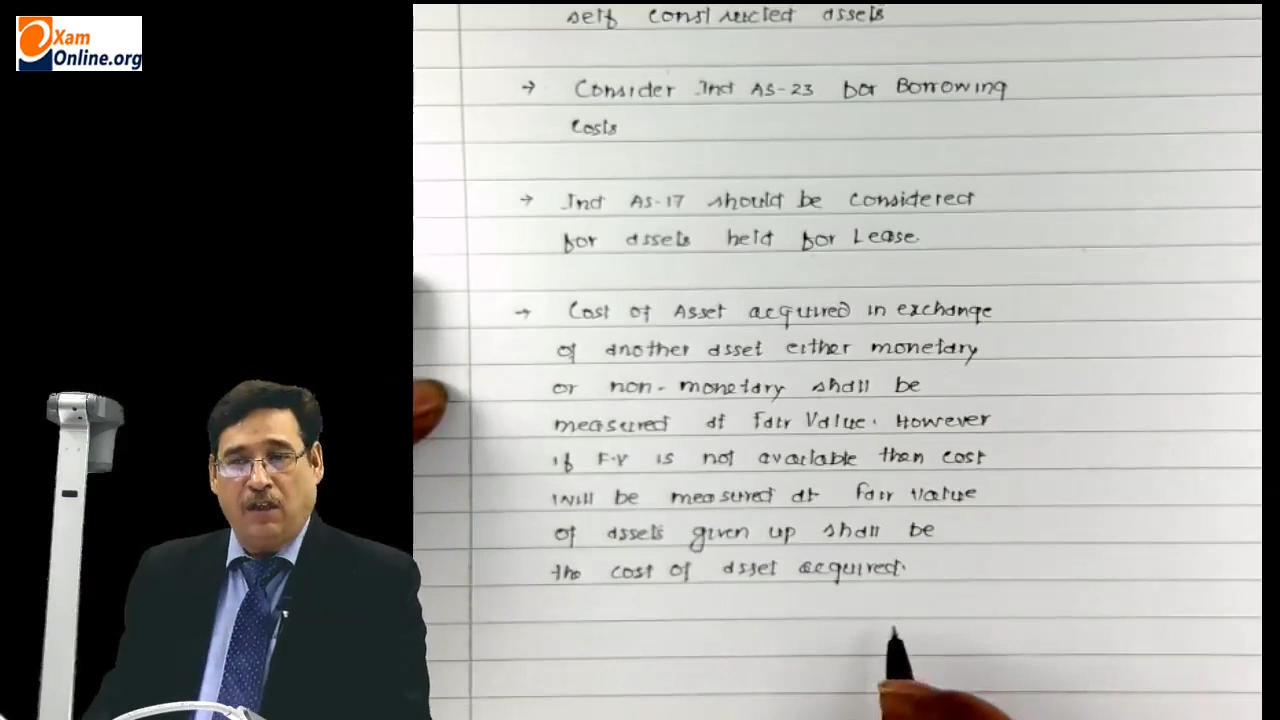 Xam
Online.org
self constructed assets
→ Consider Ind AS-23 for Borrowing
Costs
→ Ind AS-17 should be considered
for assets held for Lease.
→ Cost of Asset acquired in exchange
of another asset either monetary
or non-monetary shall be
measured at Fair Value. However
if F.V is not available then cost
will be measured at fair value
of assets given up shall be
the cost of asset acquired.